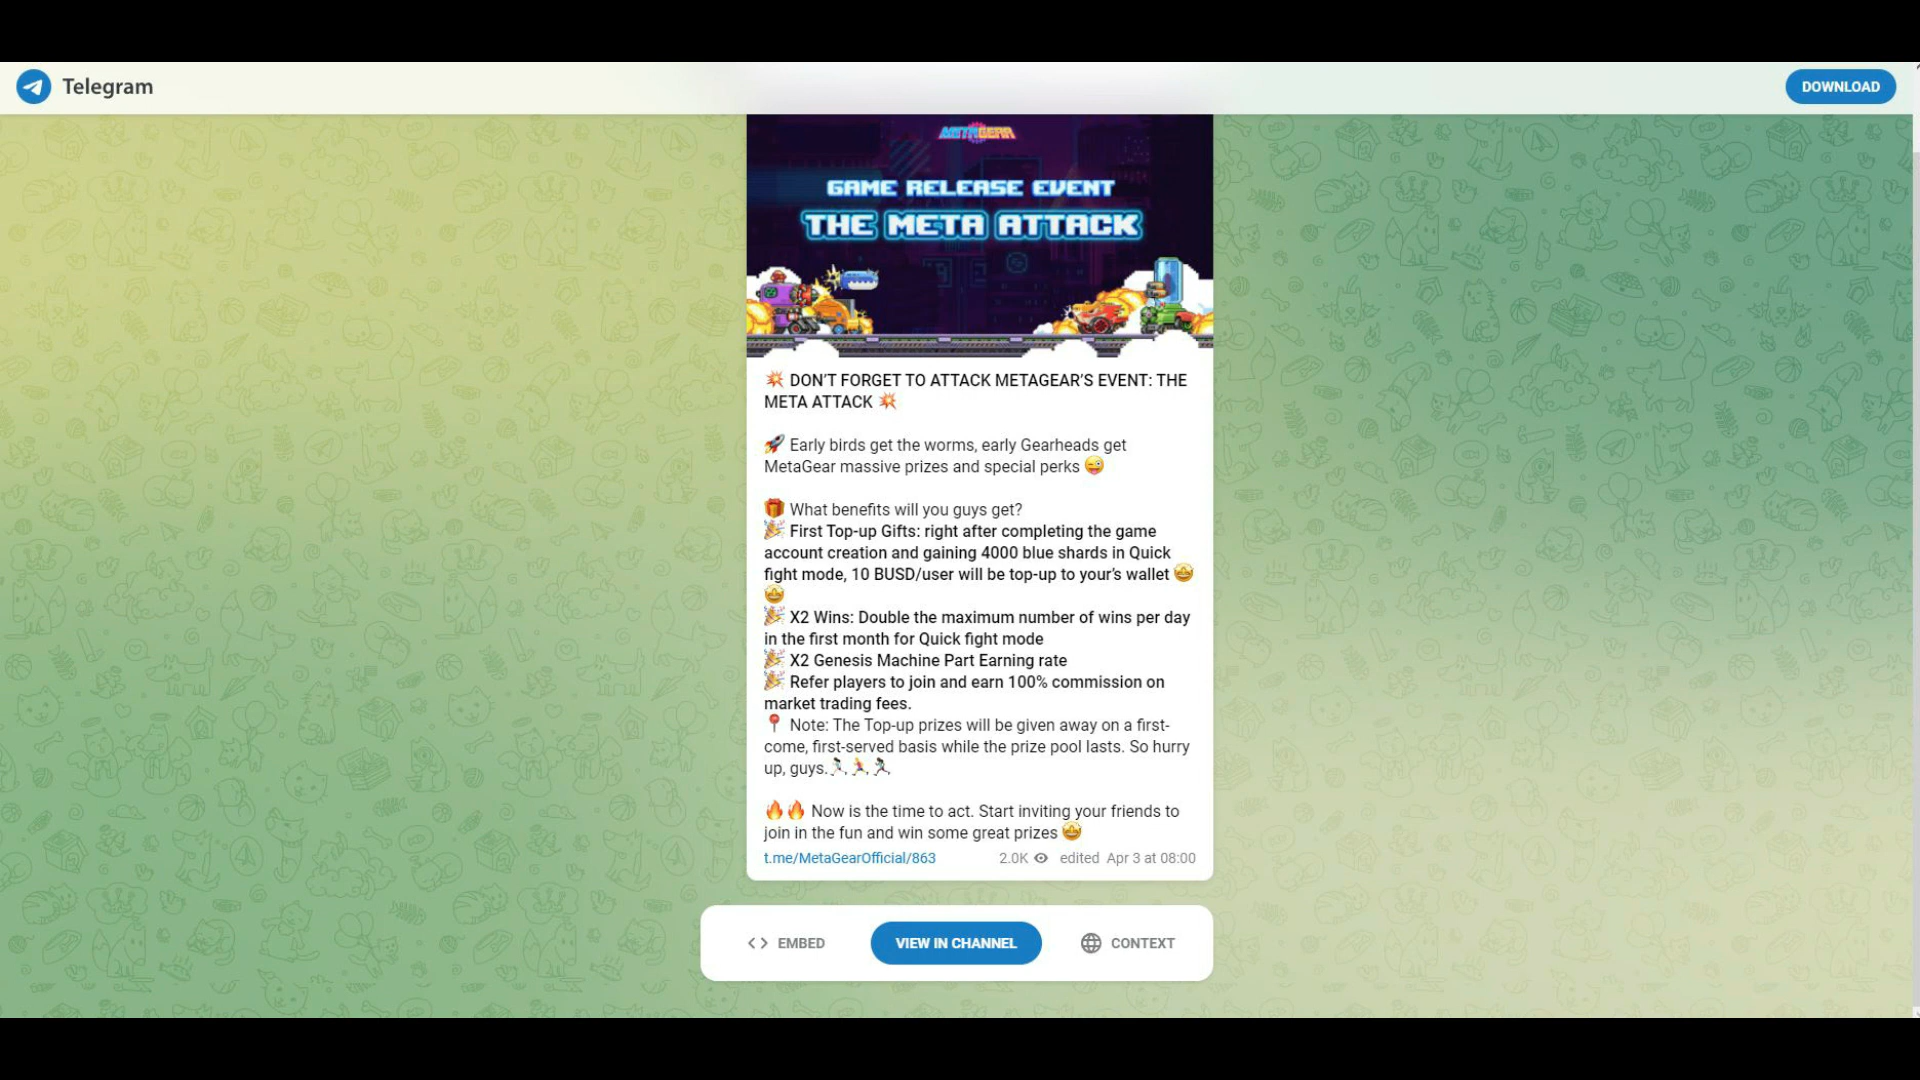 Telegram
DOWNLOAD
METAGEAR
GAME RELEASE EVENT
THE META ATTACK
💥 DON'T FORGET TO ATTACK METAGEAR'S EVENT: THE
META ATTACK 💥
🚀 Early birds get the worms, early Gearheads get
MetaGear massive prizes and special perks 😜
🎁 What benefits will you guys get?
🎉 First Top-up Gifts: right after completing the game
account creation and gaining 4000 blue shards in Quick
fight mode, 10 BUSD/user will be top-up to your's wallet 🤩
🤩
🎉 X2 Wins: Double the maximum number of wins per day
in the first month for Quick fight mode
🎉 X2 Genesis Machine Part Earning rate
🎉 Refer players to join and earn 100% commission on
market trading fees.
📍 Note: The Top-up prizes will be given away on a first-
come, first-served basis while the prize pool lasts. So hurry
up, guys.🏃🏻‍♂️🏃🏃🏻‍♂️
🔥🔥 Now is the time to act. Start inviting your friends to
join in the fun and win some great prizes 🤩
t.me/MetaGearOfficial/863 2.0K edited Apr 3 at 08:00
EMBED VIEW IN CHANNEL CONTEXT